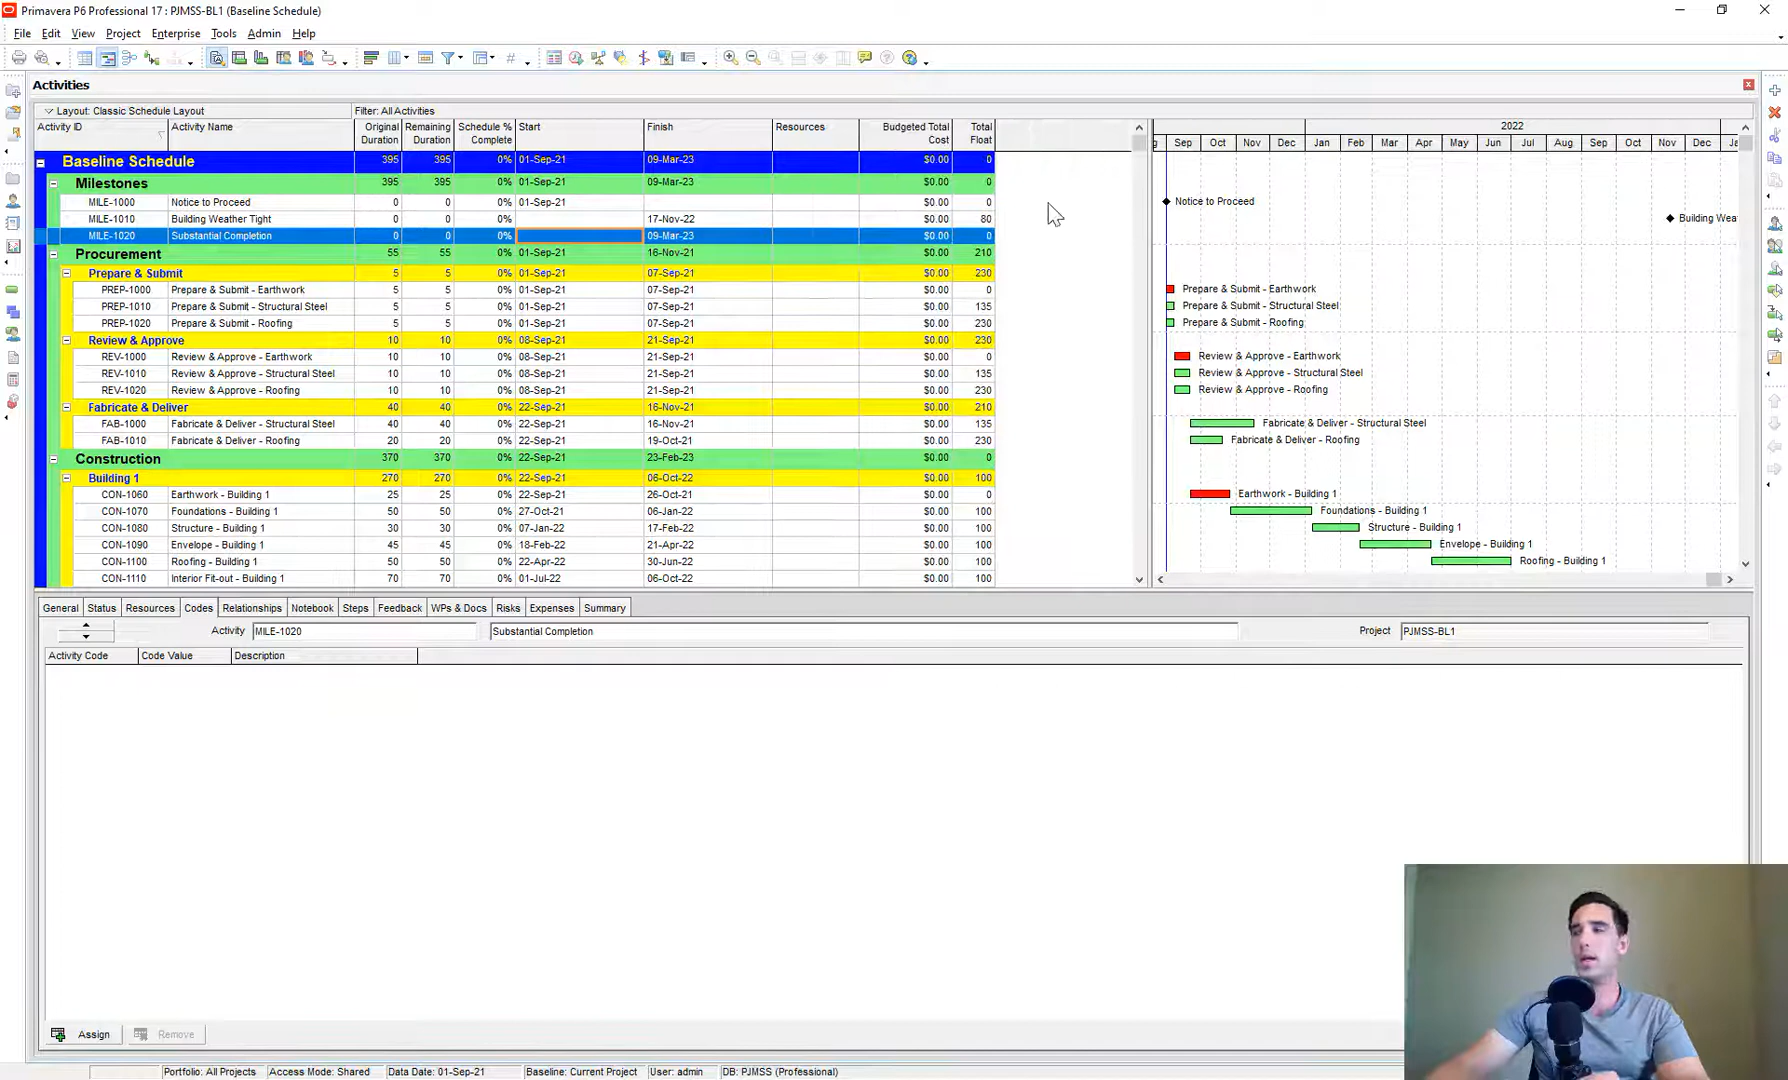 Primavera P6 Professional 17 : PJMSS-BL1 (Baseline Schedule)
File Edit View Project Enterprise Tools Admin Help
Activities
Layout: Classic Schedule Layout Filter: All Activities
Activity ID Activity Name Original Duration Remaining Duration Schedule % Complete Start Finish Resources Budgeted Total Cost Total Float
2022
Sep Oct Nov Dec Jan Feb Mar Apr May Jun Jul Aug Sep Oct Nov Dec
Baseline Schedule 395 395 0% 01-Sep-21 09-Mar-23 $0.00 0
Milestones 395 395 0% 01-Sep-21 09-Mar-23 $0.00 0
MILE-1000 Notice to Proceed 0 0 0% 01-Sep-21 $0.00 0 Notice to Proceed
MILE-1010 Building Weather Tight 0 0 0% 17-Nov-22 $0.00 80 Building Wea
MILE-1020 Substantial Completion 0 0 0% 09-Mar-23 $0.00 0
Procurement 55 55 0% 01-Sep-21 16-Nov-21 $0.00 210
Prepare & Submit 5 5 0% 01-Sep-21 07-Sep-21 $0.00 230
PREP-1000 Prepare & Submit - Earthwork 5 5 0% 01-Sep-21 07-Sep-21 $0.00 0 Prepare & Submit - Earthwork
PREP-1010 Prepare & Submit - Structural Steel 5 5 0% 01-Sep-21 07-Sep-21 $0.00 135 Prepare & Submit - Structural Steel
PREP-1020 Prepare & Submit - Roofing 5 5 0% 01-Sep-21 07-Sep-21 $0.00 230 Prepare & Submit - Roofing
Review & Approve 10 10 0% 08-Sep-21 21-Sep-21 $0.00 230
REV-1000 Review & Approve - Earthwork 10 10 0% 08-Sep-21 21-Sep-21 $0.00 0 Review & Approve - Earthwork
REV-1010 Review & Approve - Structural Steel 10 10 0% 08-Sep-21 21-Sep-21 $0.00 135 Review & Approve - Structural Steel
REV-1020 Review & Approve - Roofing 10 10 0% 08-Sep-21 21-Sep-21 $0.00 230 Review & Approve - Roofing
Fabricate & Deliver 40 40 0% 22-Sep-21 16-Nov-21 $0.00 210
FAB-1000 Fabricate & Deliver - Structural Steel 40 40 0% 22-Sep-21 16-Nov-21 $0.00 135 Fabricate & Deliver - Structural Steel
FAB-1010 Fabricate & Deliver - Roofing 20 20 0% 22-Sep-21 19-Oct-21 $0.00 230 Fabricate & Deliver - Roofing
Construction 370 370 0% 22-Sep-21 23-Feb-23 $0.00 0
Building 1 270 270 0% 22-Sep-21 06-Oct-22 $0.00 100
CON-1060 Earthwork - Building 1 25 25 0% 22-Sep-21 26-Oct-21 $0.00 0 Earthwork - Building 1
CON-1070 Foundations - Building 1 50 50 0% 27-Oct-21 06-Jan-22 $0.00 100 Foundations - Building 1
CON-1080 Structure - Building 1 30 30 0% 07-Jan-22 17-Feb-22 $0.00 100 Structure - Building 1
CON-1090 Envelope - Building 1 45 45 0% 18-Feb-22 21-Apr-22 $0.00 100 Envelope - Building 1
CON-1100 Roofing - Building 1 50 50 0% 22-Apr-22 30-Jun-22 $0.00 100 Roofing - Building 1
CON-1110 Interior Fit-out - Building 1 70 70 0% 01-Jul-22 06-Oct-22 $0.00 100
General Status Resources Codes Relationships Notebook Steps Feedback WPs & Docs Risks Expenses Summary
Activity MILE-1020 Substantial Completion Project PJMSS-BL1
Activity Code Code Value Description
Assign Remove
Portfolio: All Projects Access Mode: Shared Data Date: 01-Sep-21 Baseline: Current Project User: admin DB: PJMSS (Professional)